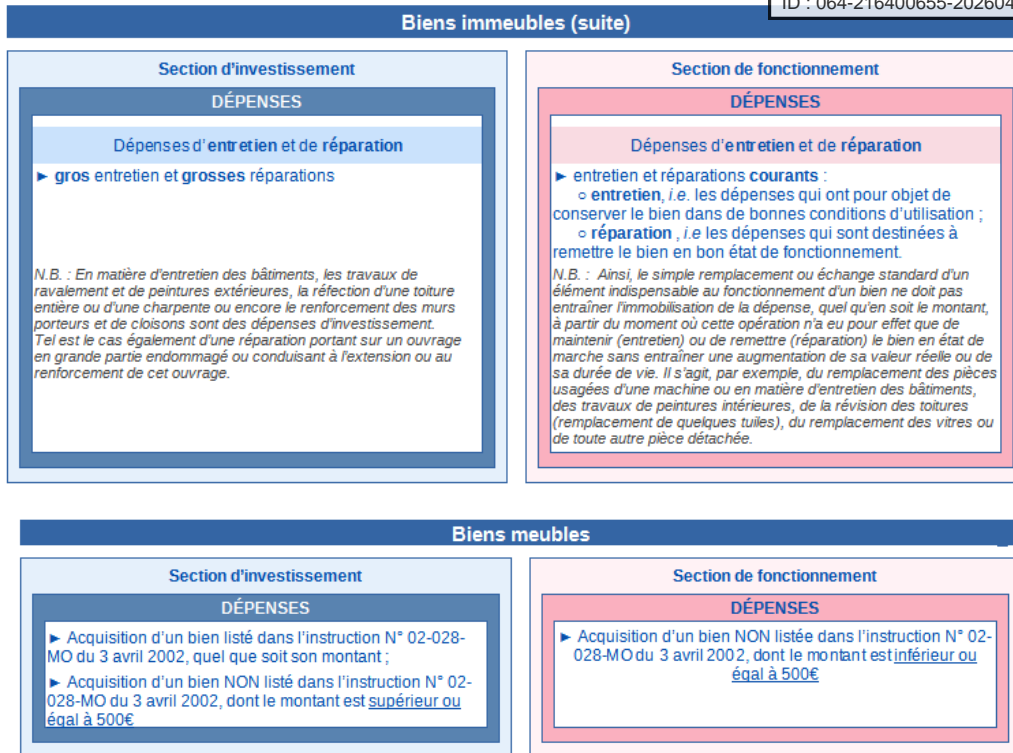 ID : 064-216400655-202604
Biens immeubles (suite)
Section d'investissement
DÉPENSES
Dépenses d'entretien et de réparation
► gros entretien et grosses réparations
N.B. : En matière d'entretien des bâtiments, les travaux de
ravalement et de peintures extérieures, la réfection d'une toiture
entière ou d'une charpente ou encore le renforcement des murs
porteurs et de cloisons sont des dépenses d'investissement.
Tel est le cas également d'une réparation portant sur un ouvrage
en grande partie endommagé ou conduisant à l'extension ou au
renforcement de cet ouvrage.
Section de fonctionnement
DÉPENSES
Dépenses d'entretien et de réparation
► entretien et réparations courants :
○ entretien, i.e. les dépenses qui ont pour objet de
conserver le bien dans de bonnes conditions d'utilisation ;
○ réparation , i.e les dépenses qui sont destinées à
remettre le bien en bon état de fonctionnement.
N.B. : Ainsi, le simple remplacement ou échange standard d'un
élément indispensable au fonctionnement d'un bien ne doit pas
entraîner l'immobilisation de la dépense, quel qu'en soit le montant,
à partir du moment où cette opération n'a eu pour effet que de
maintenir (entretien) ou de remettre (réparation) le bien en état de
marche sans entraîner une augmentation de sa valeur réelle ou de
sa durée de vie. Il s'agit, par exemple, du remplacement des pièces
usagées d'une machine ou en matière d'entretien des bâtiments,
des travaux de peintures intérieures, de la révision des toitures
(remplacement de quelques tuiles), du remplacement des vitres ou
de toute autre pièce détachée.
Biens meubles
Section d'investissement
DÉPENSES
► Acquisition d'un bien listé dans l'instruction N° 02-028-
MO du 3 avril 2002, quel que soit son montant ;
► Acquisition d'un bien NON listé dans l'instruction N° 02-
028-MO du 3 avril 2002, dont le montant est supérieur ou
égal à 500€
Section de fonctionnement
DÉPENSES
► Acquisition d'un bien NON listée dans l'instruction N° 02-
028-MO du 3 avril 2002, dont le montant est inférieur ou
égal à 500€